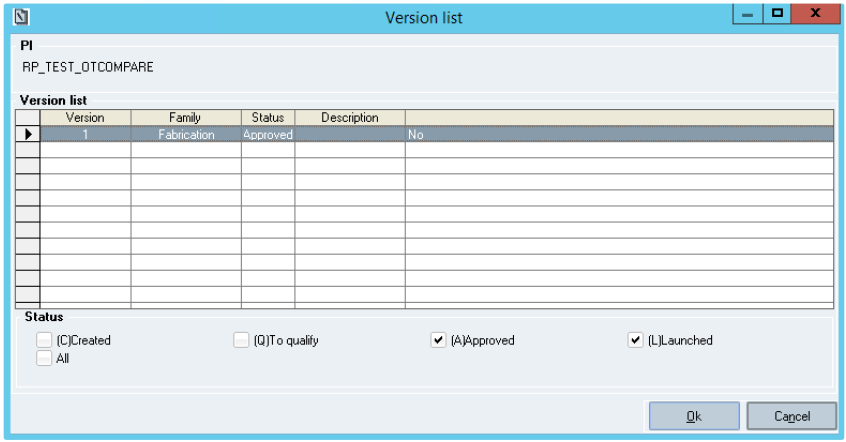 Version list
PI
RP_TEST_OTCOMPARE
Version list
Version Family Status Description
1 Fabrication Approved No
Status
(C)Created (Q)To qualify (A)Approved (L)Launched
All
Ok Cancel